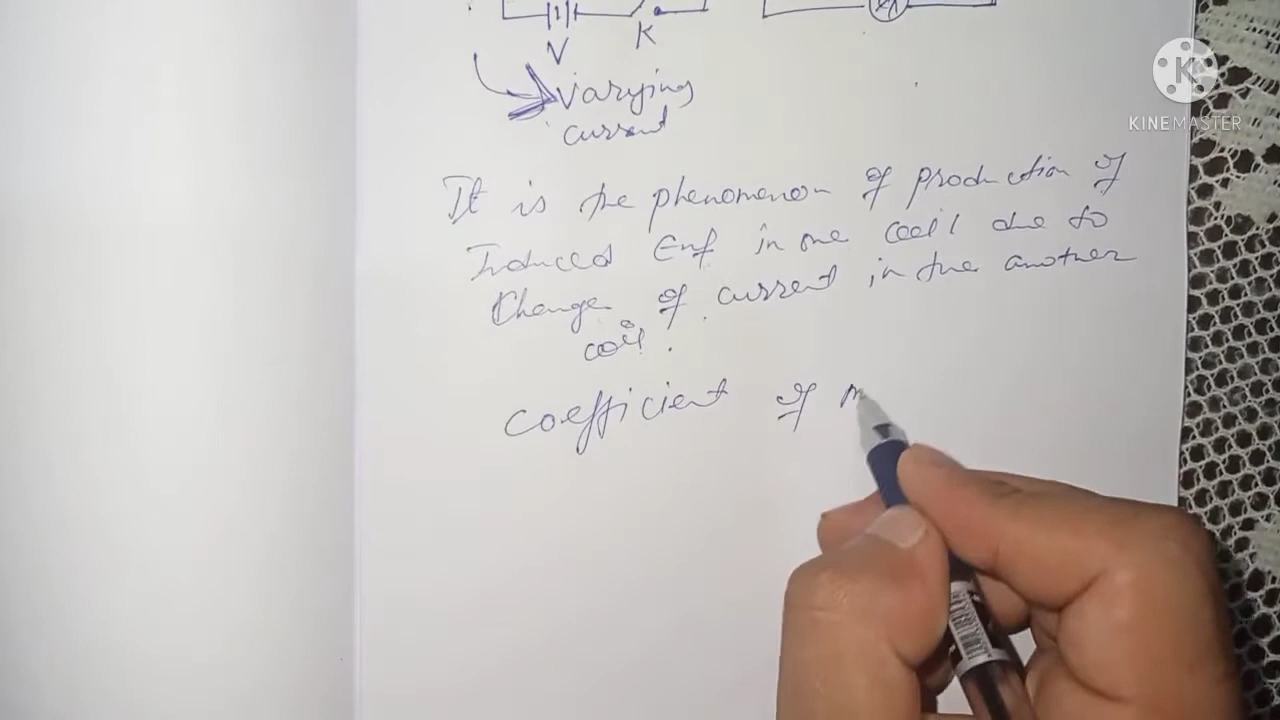 V
K
Varying
current
It is the phenomenon of production of
Induced Emf in one coil due to
Change of current in the another
coil.
Coefficient of m
K
KINEMASTER